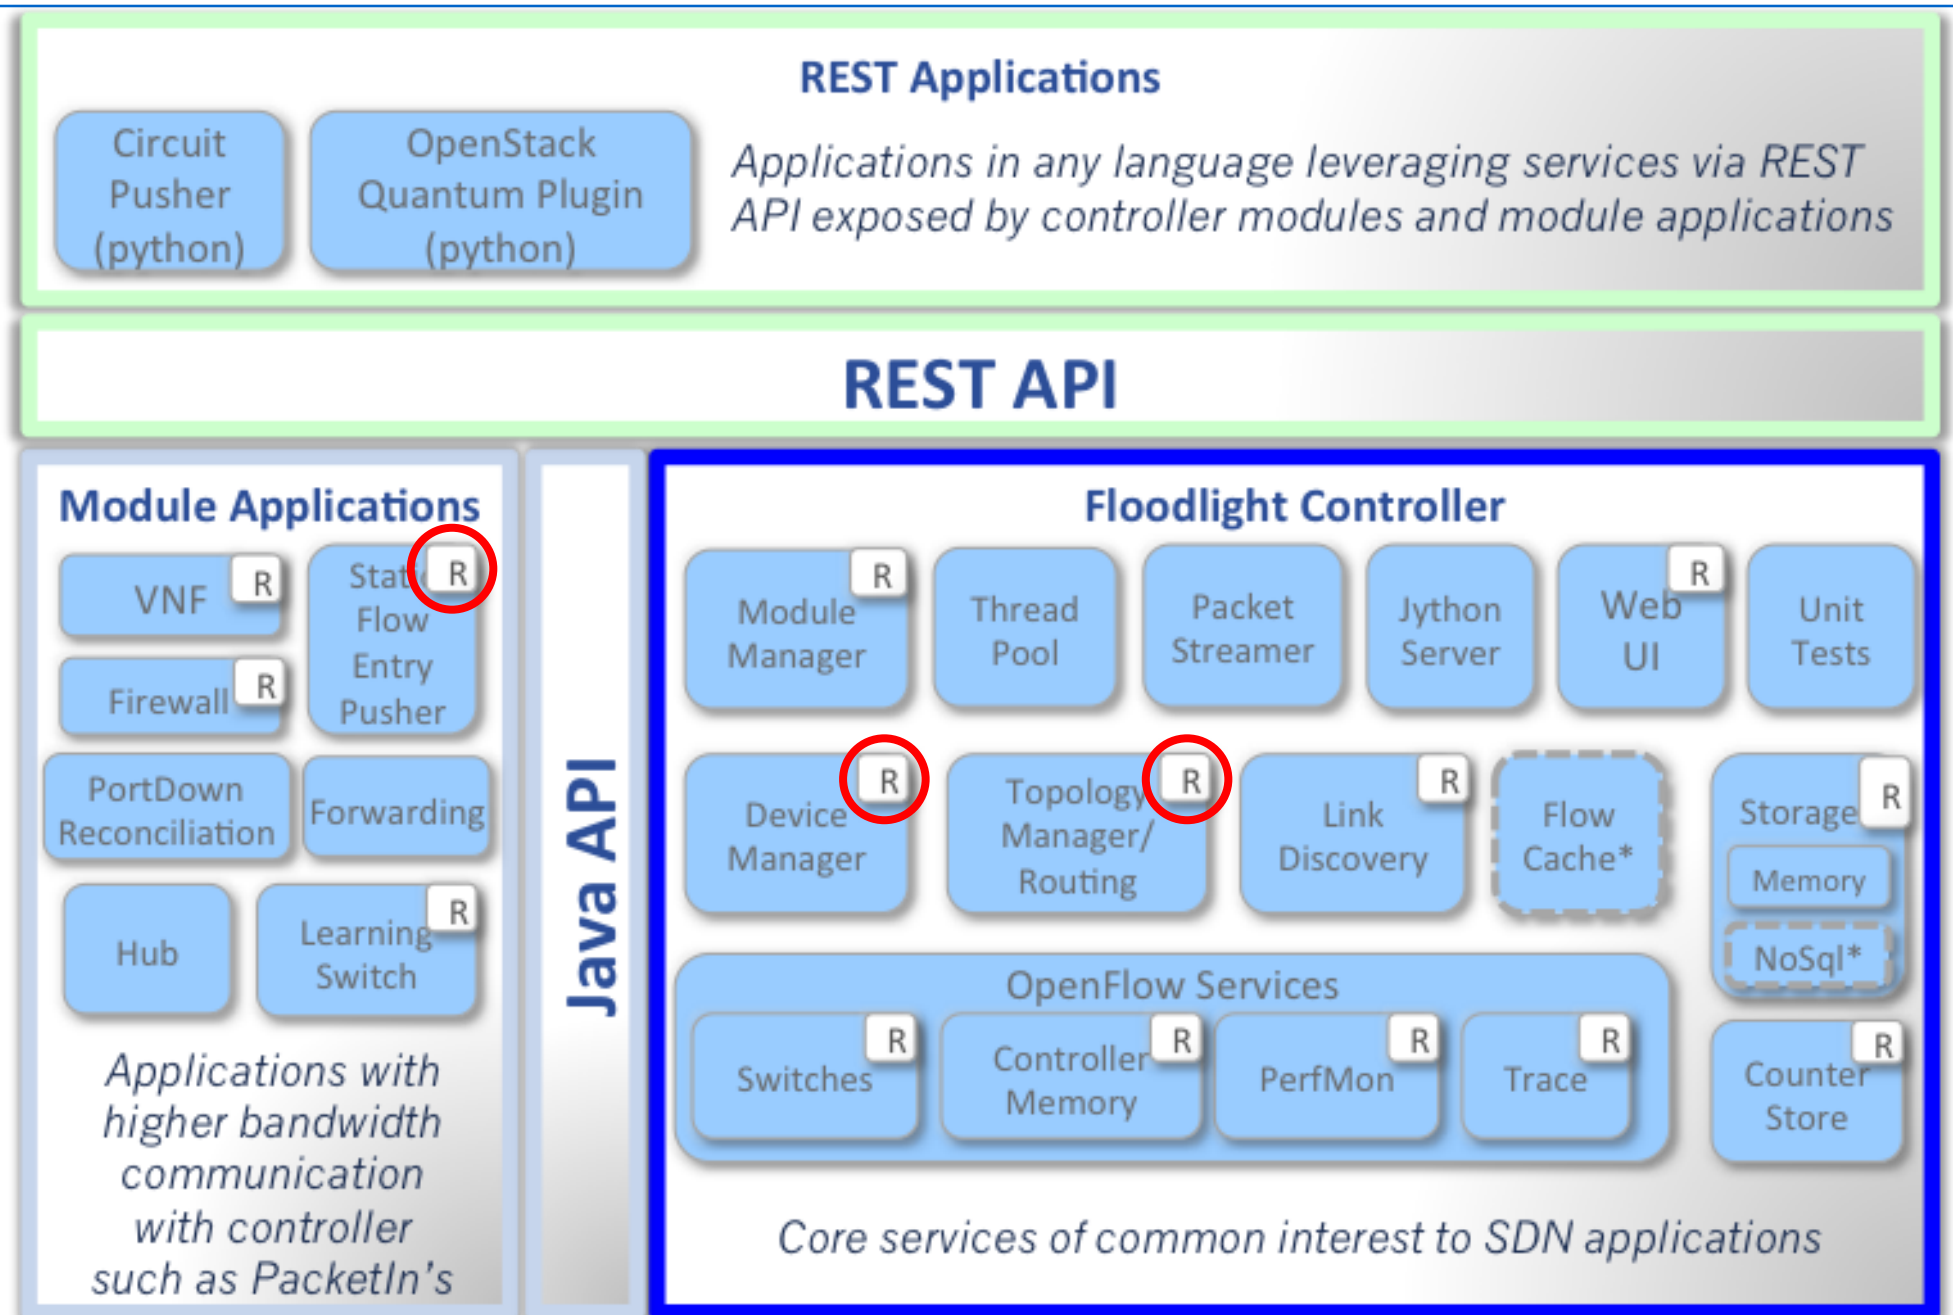 REST Applications
Circuit
Pusher
(python)
OpenStack
Quantum Plugin
(python)
Applications in any language leveraging services via REST
API exposed by controller modules and module applications
REST API
Module Applications
VNF
R
Static
R
Flow
Entry
Pusher
Firewall
R
PortDown
Reconciliation
Forwarding
Hub
Learning
Switch
R
Applications with
higher bandwidth
communication
with controller
such as PacketIn's
Java API
Floodlight Controller
Module
Manager
R
Thread
Pool
Packet
Streamer
Jython
Server
Web
UI
R
Unit
Tests
Device
Manager
R
Topology
Manager/
Routing
R
Link
Discovery
R
Flow
Cache*
Storage
R
Memory
NoSql*
OpenFlow Services
Switches
R
Controller
Memory
R
PerfMon
R
Trace
R
Counter
Store
R
Core services of common interest to SDN applications